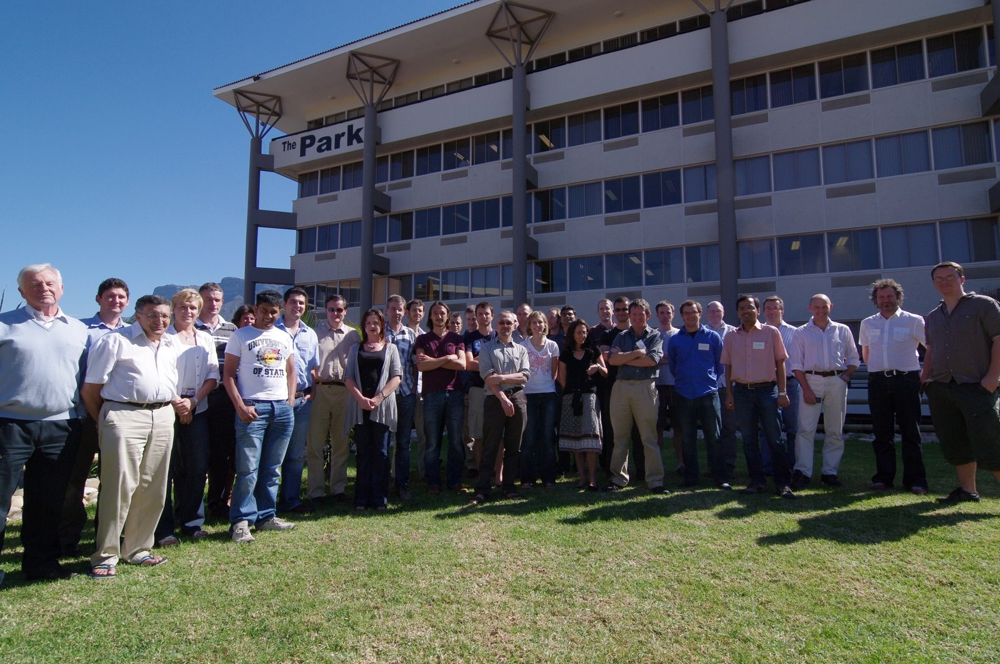 The Park
UNIVERSITY
OF STATE